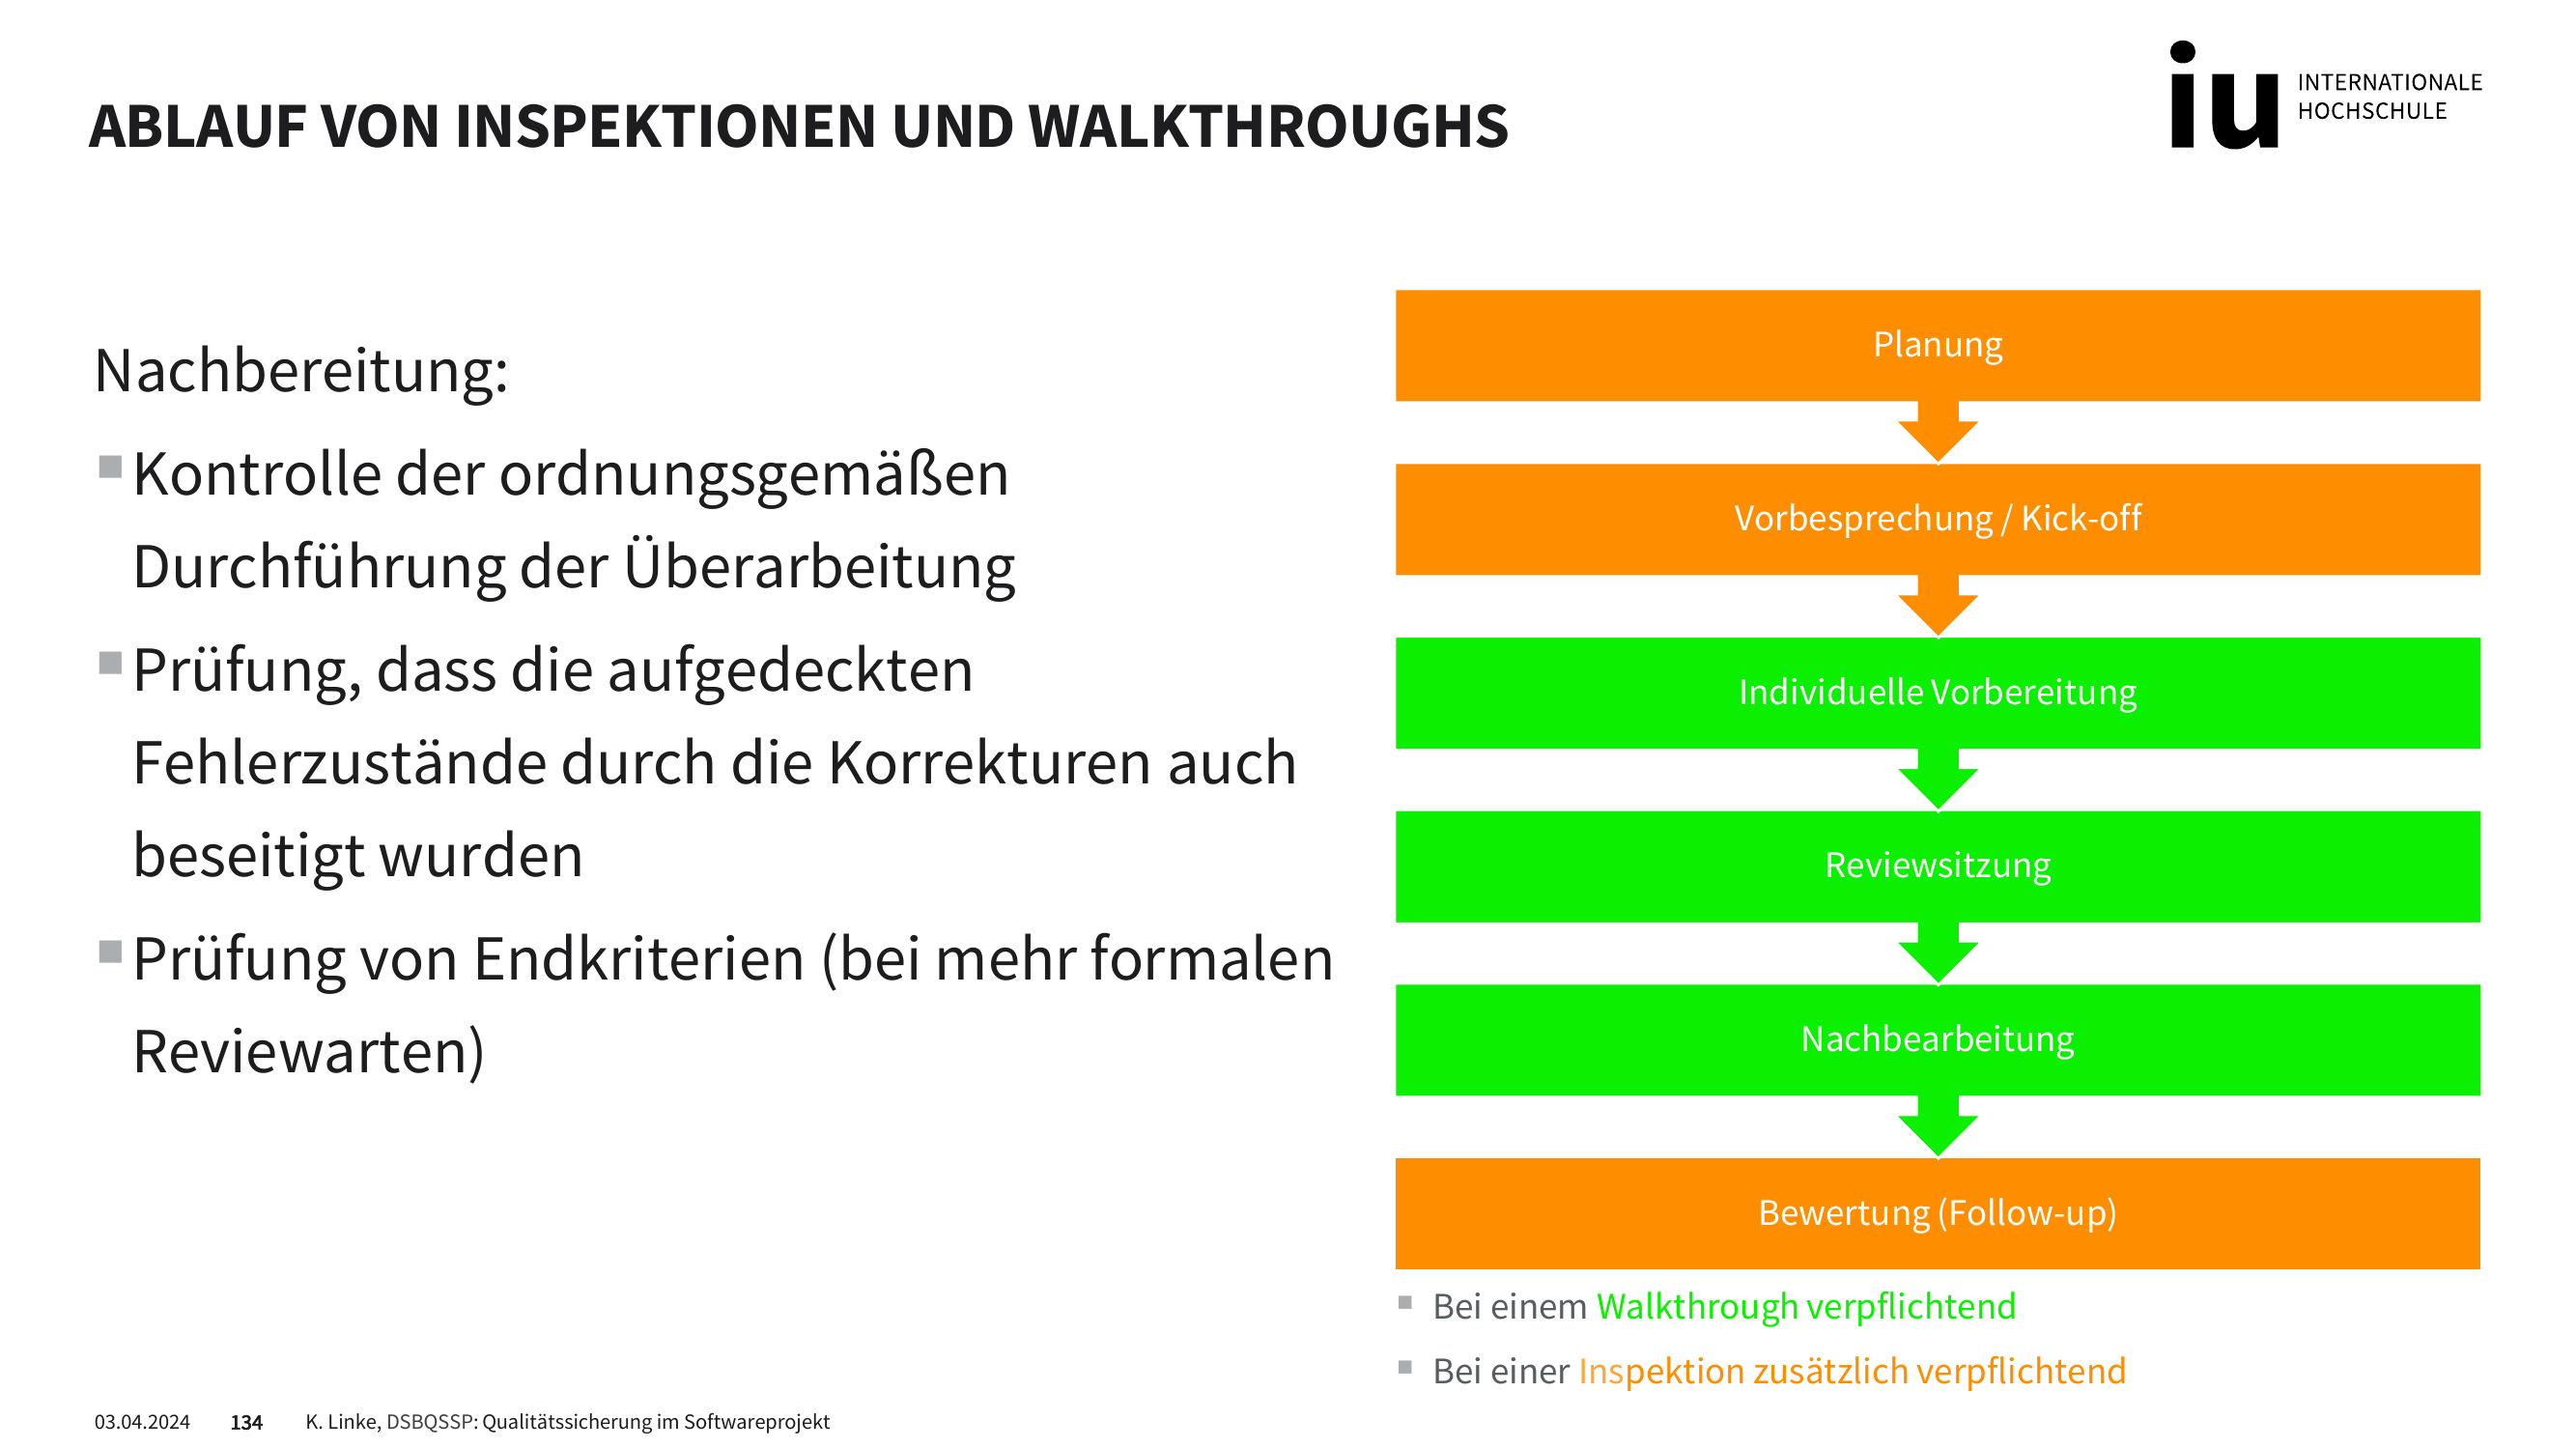 ABLAUF VON INSPEKTIONEN UND WALKTHROUGHS
iu INTERNATIONALE
HOCHSCHULE
Nachbereitung:
Kontrolle der ordnungsgemäßen
Durchführung der Überarbeitung
Prüfung, dass die aufgedeckten
Fehlerzustände durch die Korrekturen auch
beseitigt wurden
Prüfung von Endkriterien (bei mehr formalen
Reviewarten)
Planung
Vorbesprechung / Kick-off
Individuelle Vorbereitung
Reviewsitzung
Nachbearbeitung
Bewertung (Follow-up)
Bei einem Walkthrough verpflichtend
Bei einer Inspektion zusätzlich verpflichtend
03.04.2024 134 K. Linke, DSBQSSP: Qualitätssicherung im Softwareprojekt